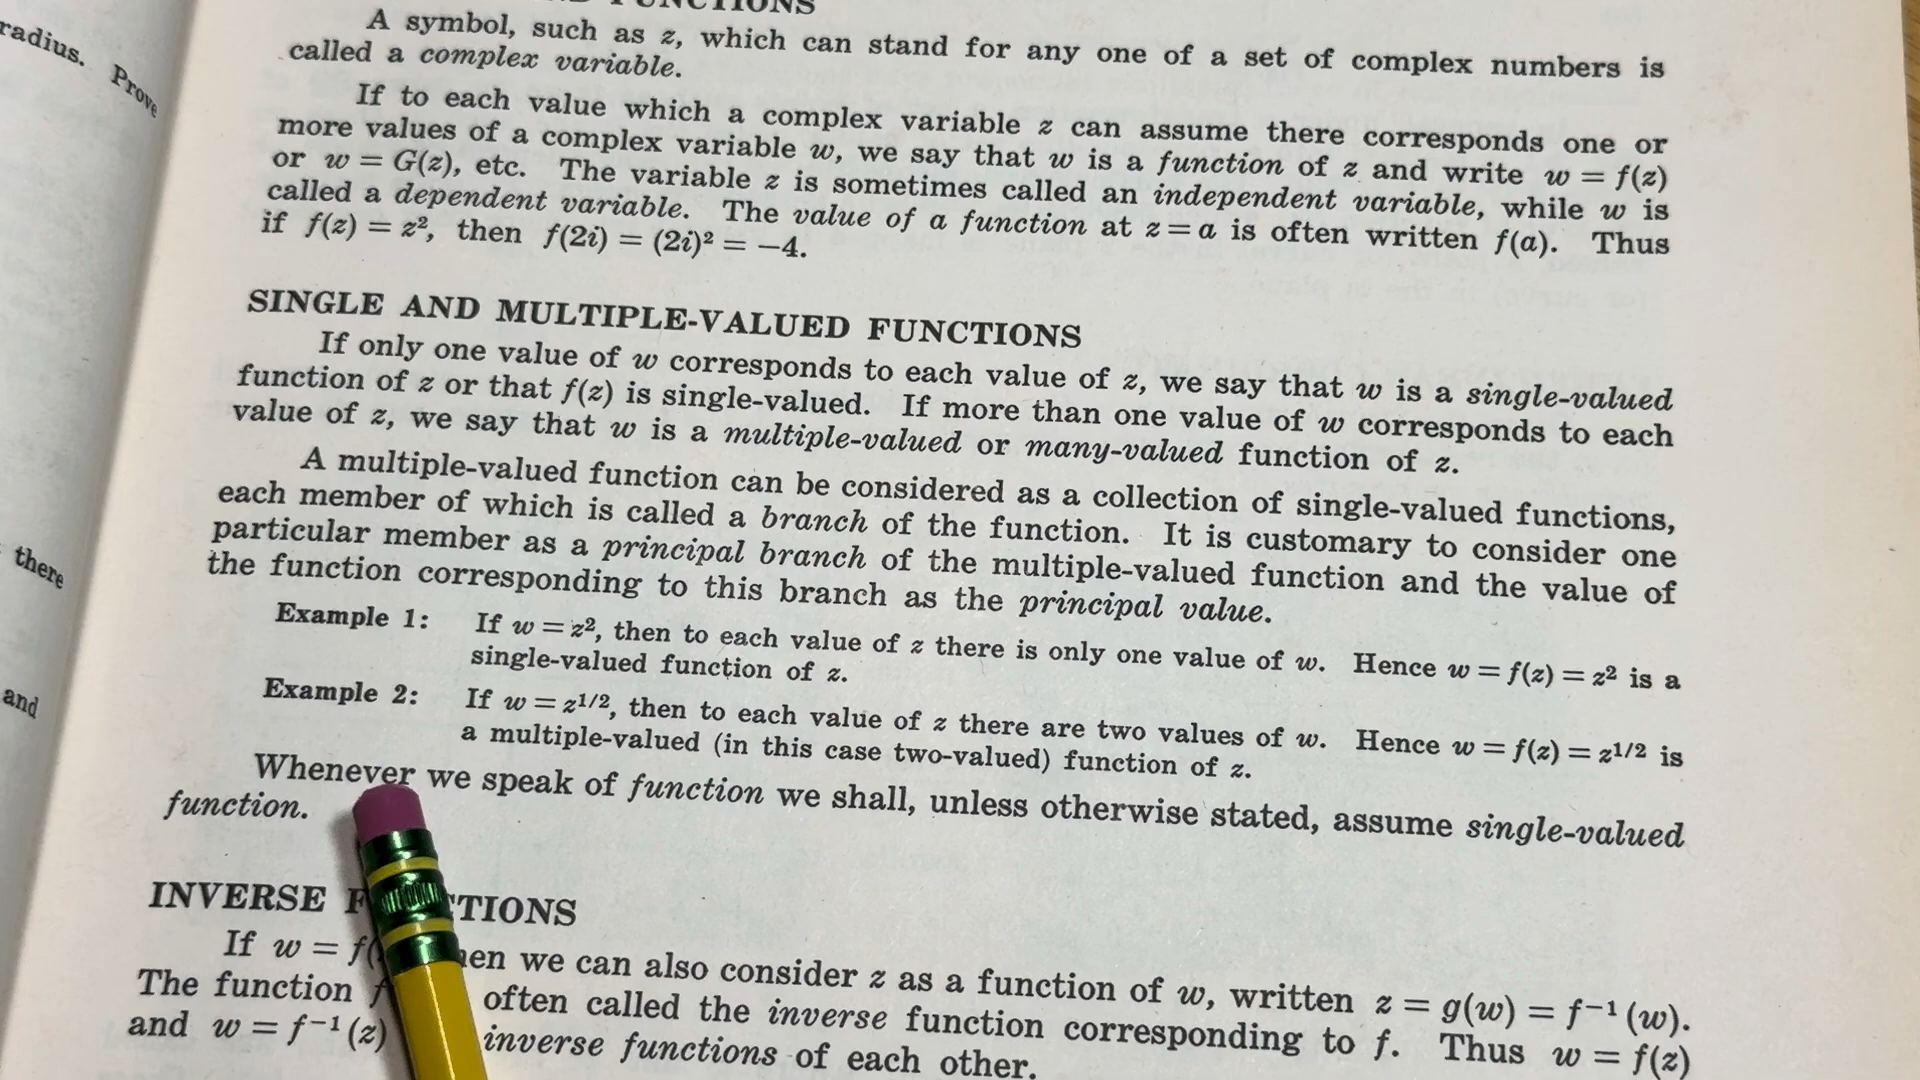 FUNCTIONS
A symbol, such as z, which can stand for any one of a set of complex numbers is
called a complex variable.
If to each value which a complex variable z can assume there corresponds one or
more values of a complex variable w, we say that w is a function of z and write w = f(z)
or w = G(z), etc. The variable z is sometimes called an independent variable, while w is
called a dependent variable. The value of a function at z = a is often written f(a). Thus
if f(z) = z², then f(2i) = (2i)² = −4.
SINGLE AND MULTIPLE-VALUED FUNCTIONS
If only one value of w corresponds to each value of z, we say that w is a single-valued
function of z or that f(z) is single-valued. If more than one value of w corresponds to each
value of z, we say that w is a multiple-valued or many-valued function of z.
A multiple-valued function can be considered as a collection of single-valued functions,
each member of which is called a branch of the function. It is customary to consider one
particular member as a principal branch of the multiple-valued function and the value of
the function corresponding to this branch as the principal value.
Example 1: If w = z², then to each value of z there is only one value of w. Hence w = f(z) = z² is a
single-valued function of z.
Example 2: If w = z^1/2, then to each value of z there are two values of w. Hence w = f(z) = z^1/2 is
a multiple-valued (in this case two-valued) function of z.
Whenever we speak of function we shall, unless otherwise stated, assume single-valued
function.
INVERSE
If w = we can also consider z as a function of w, written z = g(w) = f⁻¹(w).
The function often called the inverse function corresponding to f. Thus w = f(z)
and w = f⁻¹(z) inverse functions of each other.
radius. Prove
there
and